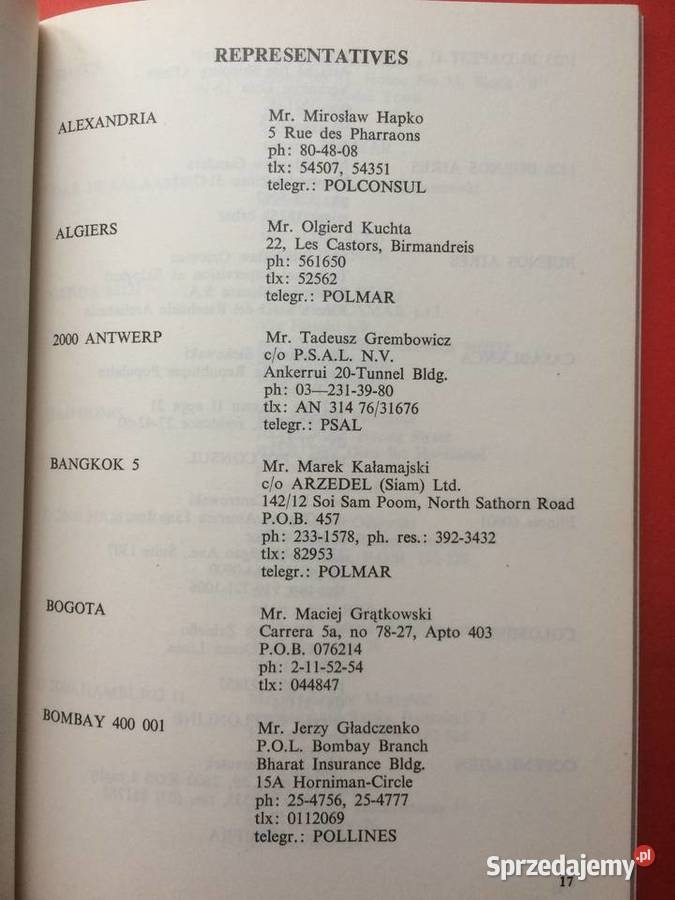 REPRESENTATIVES
ALEXANDRIA
Mr. Mirosław Hapko
5 Rue des Pharraons
ph: 80-48-08
tlx: 54507, 54351
telegr.: POLCONSUL
ALGIERS
Mr. Olgierd Kuchta
22, Les Castors, Birmandreis
ph: 561650
tlx: 52562
telegr.: POLMAR
2000 ANTWERP
Mr. Tadeusz Grembowicz
c/o P.S.A.L. N.V.
Ankerrui 20-Tunnel Bldg.
ph: 03—231-39-80
tlx: AN 314 76/31676
telegr.: PSAL
BANGKOK 5
Mr. Marek Kałamajski
c/o ARZEDEL (Siam) Ltd.
142/12 Soi Sam Poom, North Sathorn Road
P.O.B. 457
ph: 233-1578, ph. res.: 392-3432
tlx: 82953
telegr.: POLMAR
BOGOTA
Mr. Maciej Grątkowski
Carrera 5a, no 78-27, Apto 403
P.O.B. 076214
ph: 2-11-52-54
tlx: 044847
BOMBAY 400 001
Mr. Jerzy Gładczenko
P.O.L. Bombay Branch
Bharat Insurance Bldg.
15A Horniman-Circle
ph: 25-4756, 25-4777
tlx: 0112069
telegr.: POLLINES
17
Sprzedajemy.pl